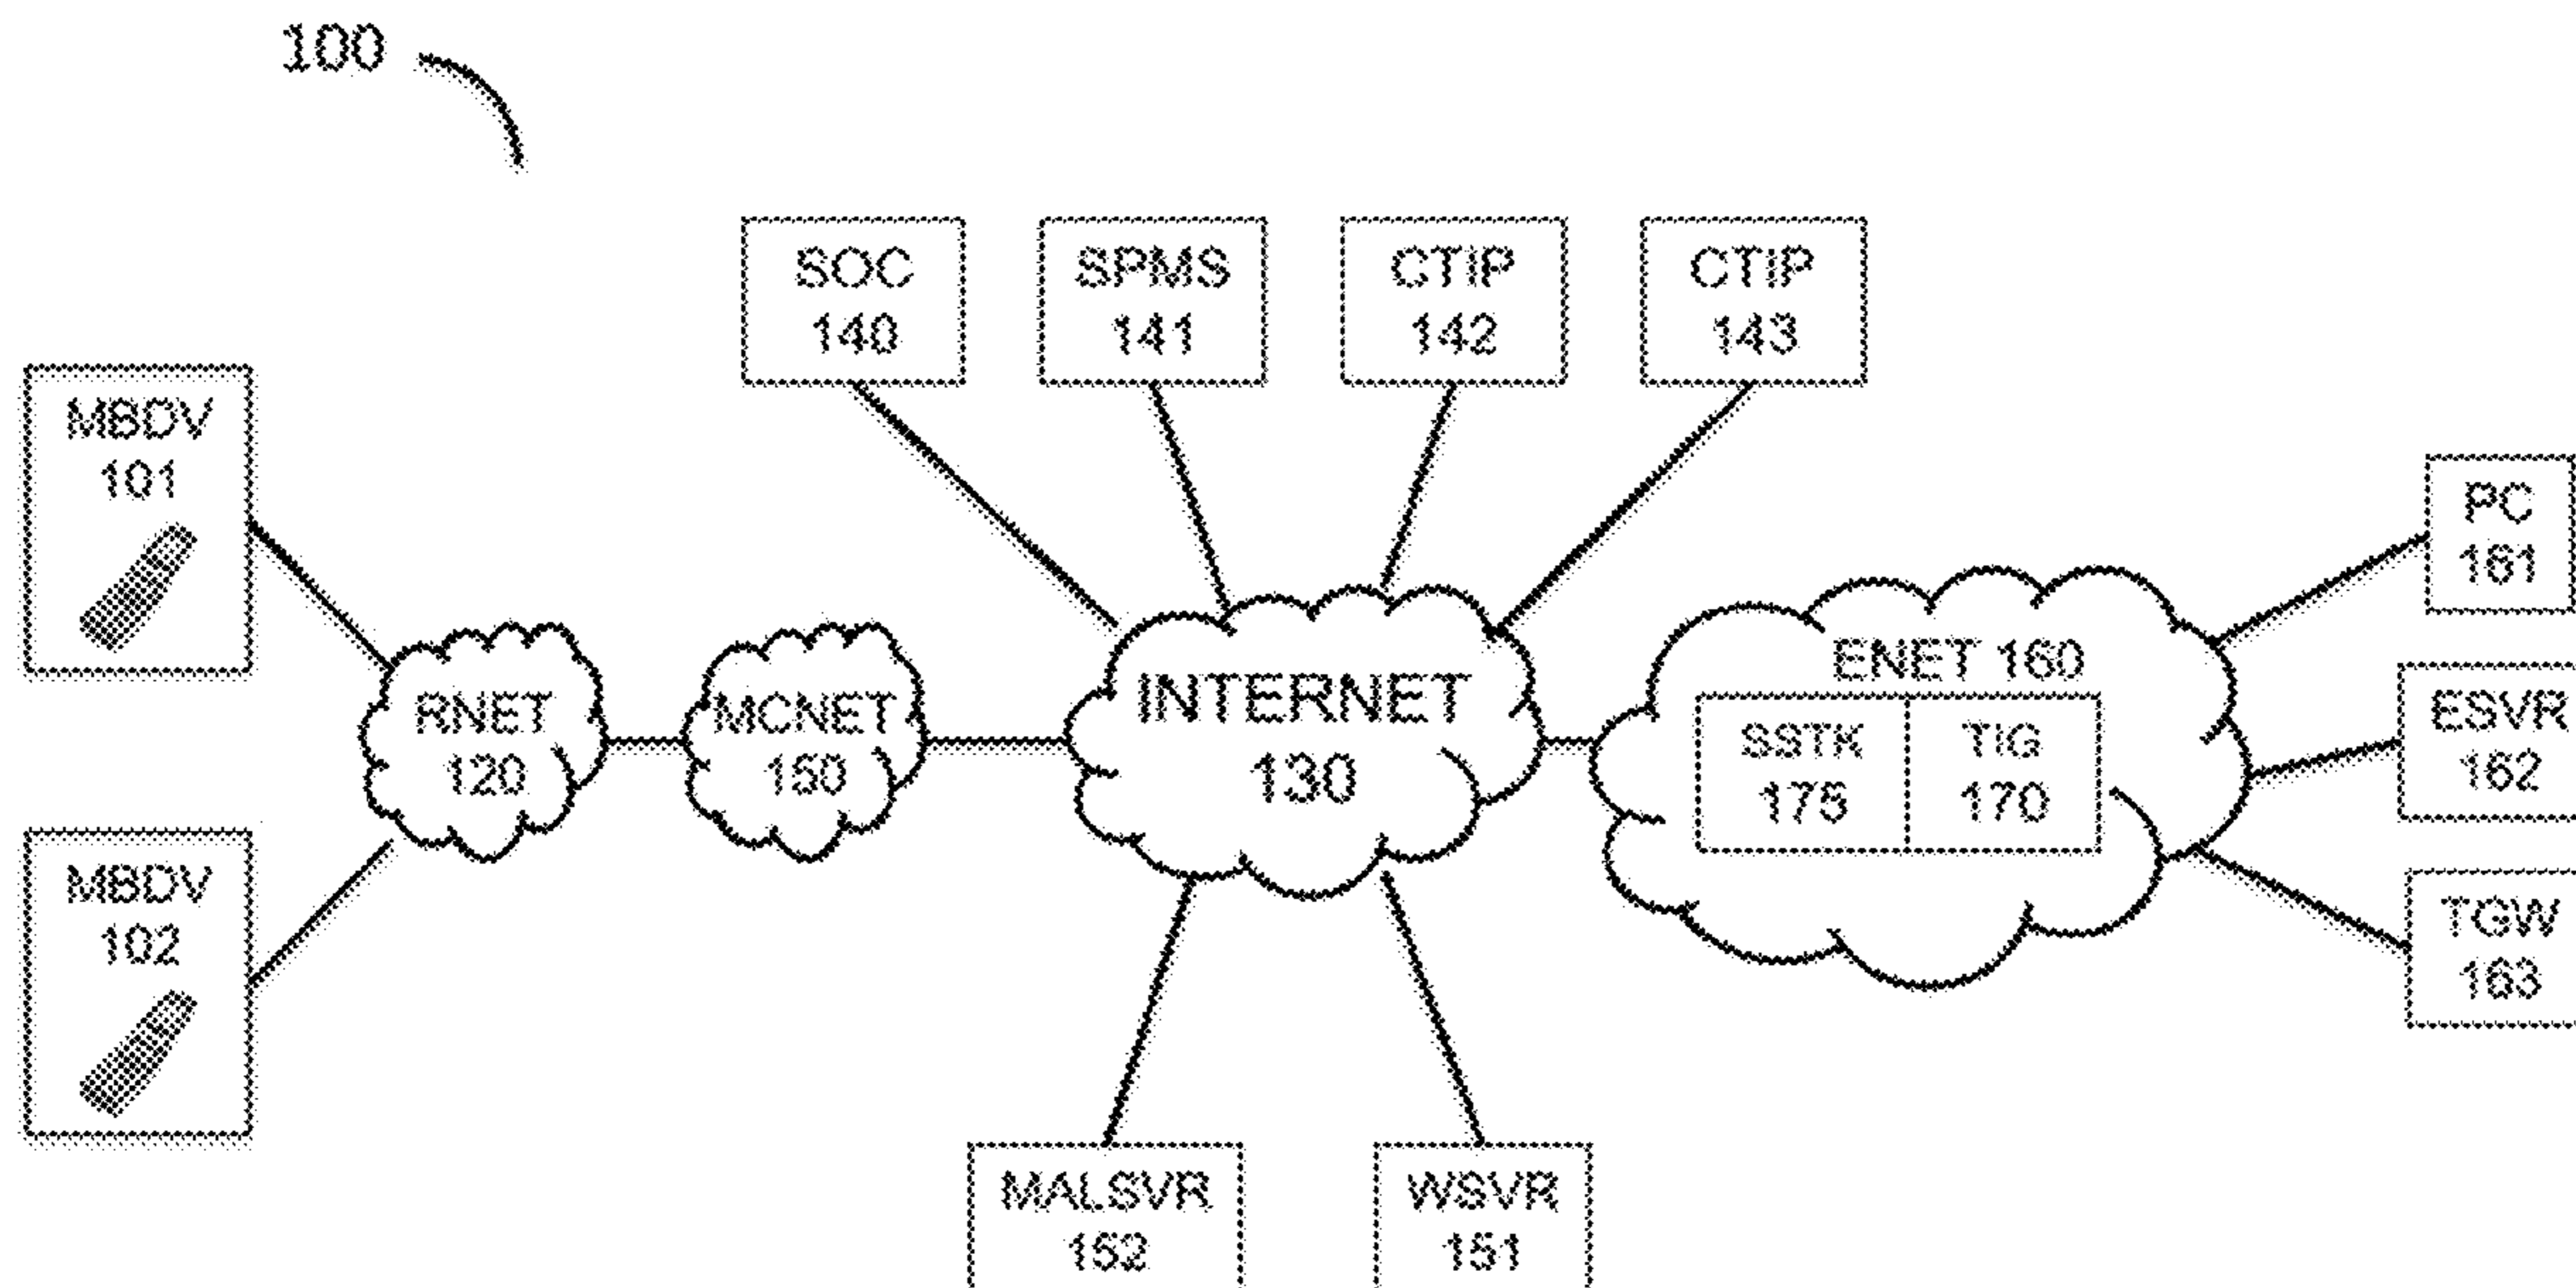 100
SOC
140
SPMS
141
CTIP
142
CTIP
143
MBDV
101
PC
161
RNET
120
MCNET
150
INTERNET
130
ENET 160
SSTK
175
TIG
170
ESVR
162
MBDV
102
TGW
163
MALSVR
152
WSVR
151